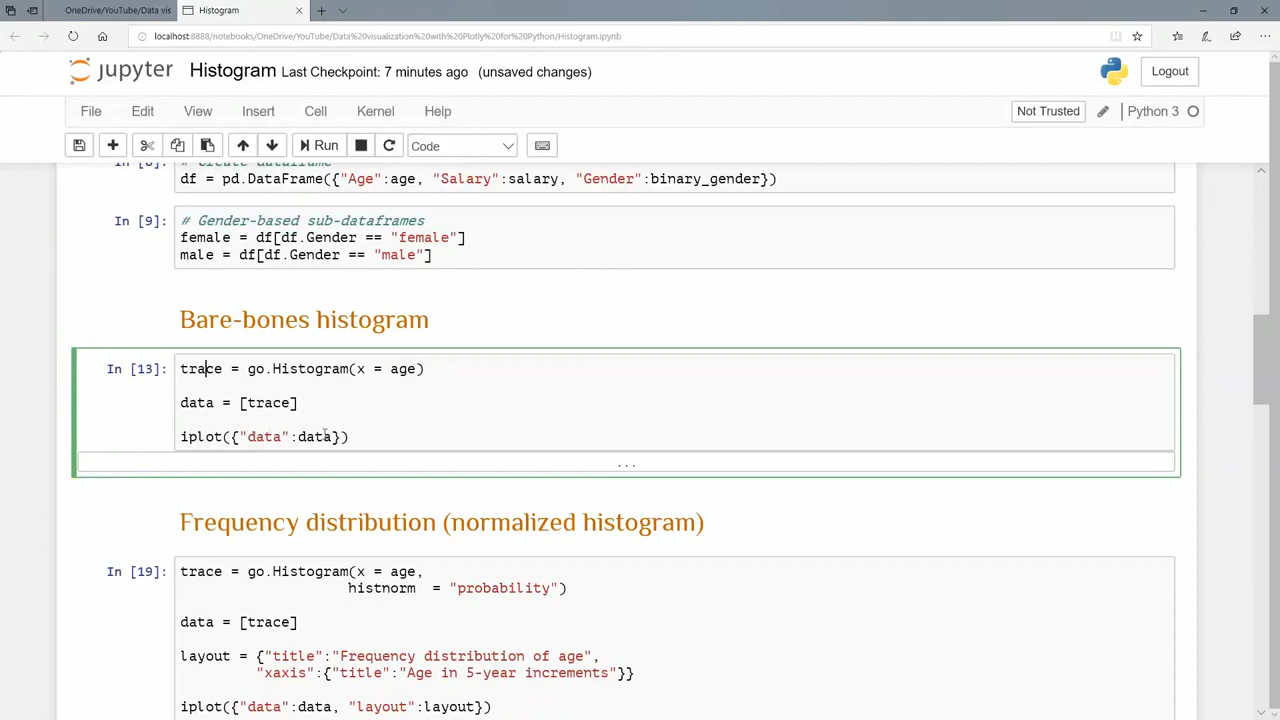 OneDrive/YouTube/Data vis
Histogram
localhost:8888/notebooks/OneDrive/YouTube/Data%20visualization%20with%20Plotly%20for%20Python/Histogram.ipynb
jupyter Histogram Last Checkpoint: 7 minutes ago (unsaved changes)
Logout
File Edit View Insert Cell Kernel Help
Not Trusted
Python 3
Run
Code
In [8]: # Create dataframe
df = pd.DataFrame({"Age":age, "Salary":salary, "Gender":binary_gender})
In [9]: # Gender-based sub-dataframes
female = df[df.Gender == "female"]
male = df[df.Gender == "male"]
Bare-bones histogram
In [13]: trace = go.Histogram(x = age)
data = [trace]
iplot({"data":data})
...
Frequency distribution (normalized histogram)
In [19]: trace = go.Histogram(x = age,
histnorm = "probability")
data = [trace]
layout = {"title":"Frequency distribution of age",
"xaxis":{"title":"Age in 5-year increments"}}
iplot({"data":data, "layout":layout})